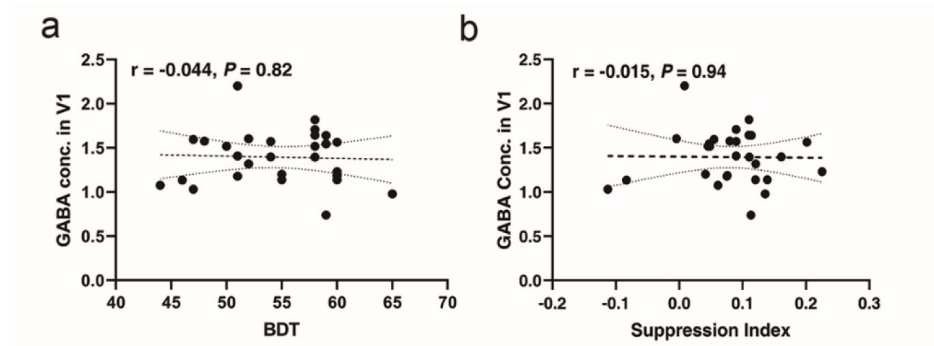 a
r = -0.044, P = 0.82
GABA conc. in V1
2.5
2.0
1.5
1.0
0.5
0.0
40 45 50 55 60 65 70
BDT
b
r = -0.015, P = 0.94
GABA Conc. in V1
2.5
2.0
1.5
1.0
0.5
0.0
-0.2 -0.1 0.0 0.1 0.2 0.3
Suppression Index